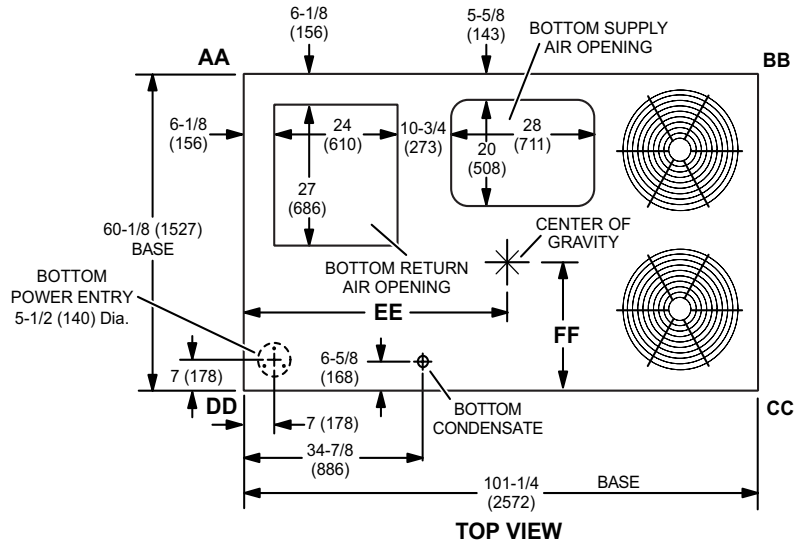 6-1/8
(156)
5-5/8
(143)
BOTTOM SUPPLY
AIR OPENING
AA
BB
6-1/8
(156)
24
(610)
10-3/4
(273)
28
(711)
20
(508)
27
(686)
60-1/8 (1527)
BASE
CENTER OF
GRAVITY
BOTTOM RETURN
AIR OPENING
BOTTOM
POWER ENTRY
5-1/2 (140) Dia.
EE
FF
7 (178)
6-5/8
(168)
DD
7 (178)
BOTTOM
CONDENSATE
CC
34-7/8
(886)
101-1/4
(2572)
BASE
TOP VIEW